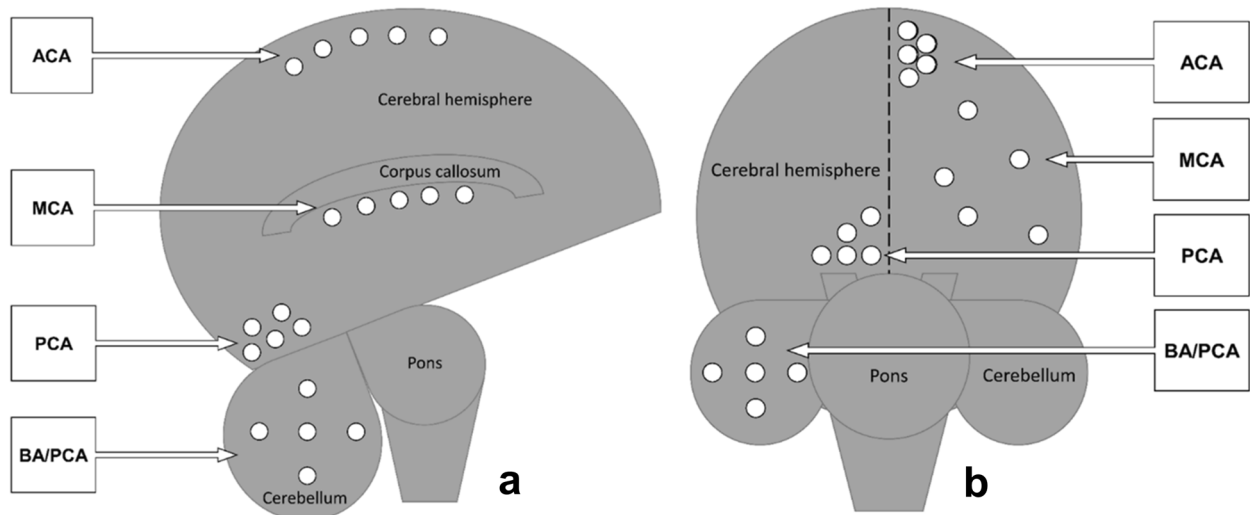 ACA
Cerebral hemisphere
Corpus callosum
MCA
PCA
Pons
BA/PCA
Cerebellum
a
ACA
MCA
Cerebral hemisphere
PCA
BA/PCA
Pons
Cerebellum
b